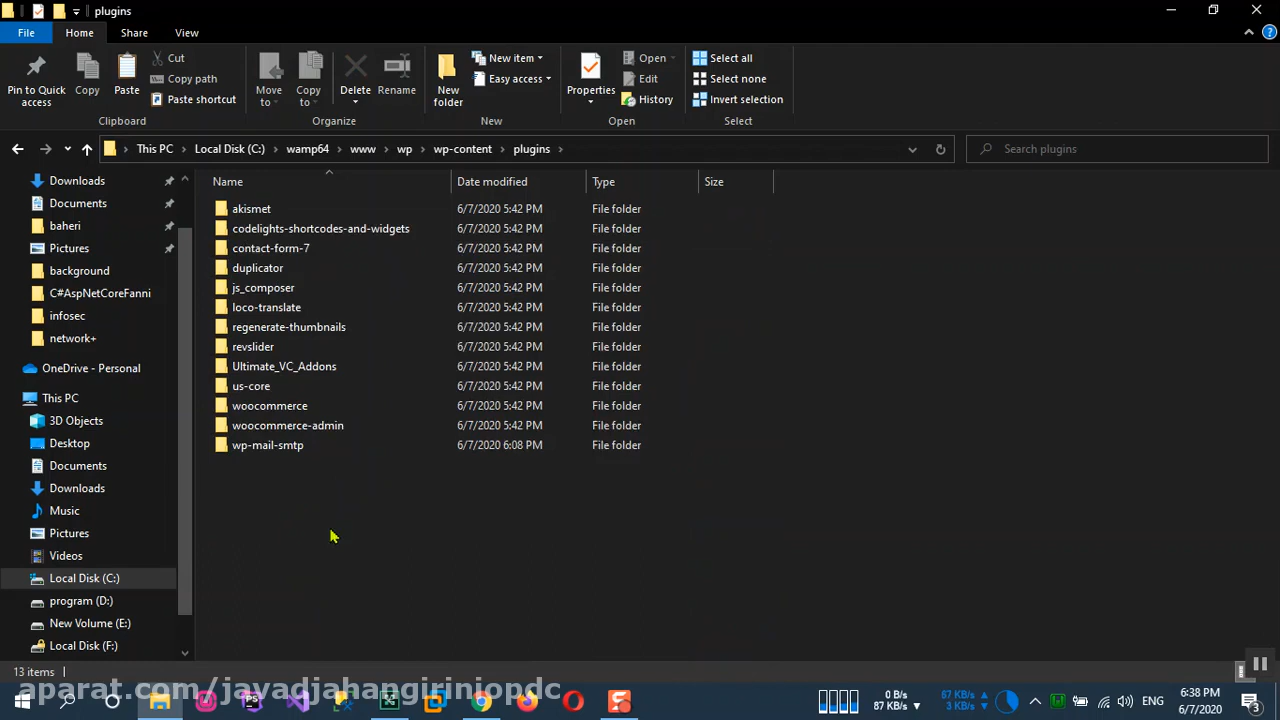 plugins
File Home Share View
Pin to Quick access
Copy
Paste
Cut
Copy path
Paste shortcut
Clipboard
Move to
Copy to
Delete
Rename
Organize
New folder
New item
Easy access
New
Properties
Open
Edit
History
Open
Select all
Select none
Invert selection
Select
This PC Local Disk (C:) wamp64 www wp wp-content plugins
Search plugins
Downloads
Documents
baheri
Pictures
background
C#AspNetCoreFanni
infosec
network+
OneDrive - Personal
This PC
3D Objects
Desktop
Documents
Downloads
Music
Pictures
Videos
Local Disk (C:)
program (D:)
New Volume (E:)
Local Disk (F:)
Name Date modified Type Size
akismet 6/7/2020 5:42 PM File folder
codelights-shortcodes-and-widgets 6/7/2020 5:42 PM File folder
contact-form-7 6/7/2020 5:42 PM File folder
duplicator 6/7/2020 5:42 PM File folder
js_composer 6/7/2020 5:42 PM File folder
loco-translate 6/7/2020 5:42 PM File folder
regenerate-thumbnails 6/7/2020 5:42 PM File folder
revslider 6/7/2020 5:42 PM File folder
Ultimate_VC_Addons 6/7/2020 5:42 PM File folder
us-core 6/7/2020 5:42 PM File folder
woocommerce 6/7/2020 5:42 PM File folder
woocommerce-admin 6/7/2020 5:42 PM File folder
wp-mail-smtp 6/7/2020 6:08 PM File folder
13 items
aparat.com/javadjahangiriniopdc
0 B/s
87 KB/s
67 KB/s
3 KB/s
ENG
6:38 PM
6/7/2020
3